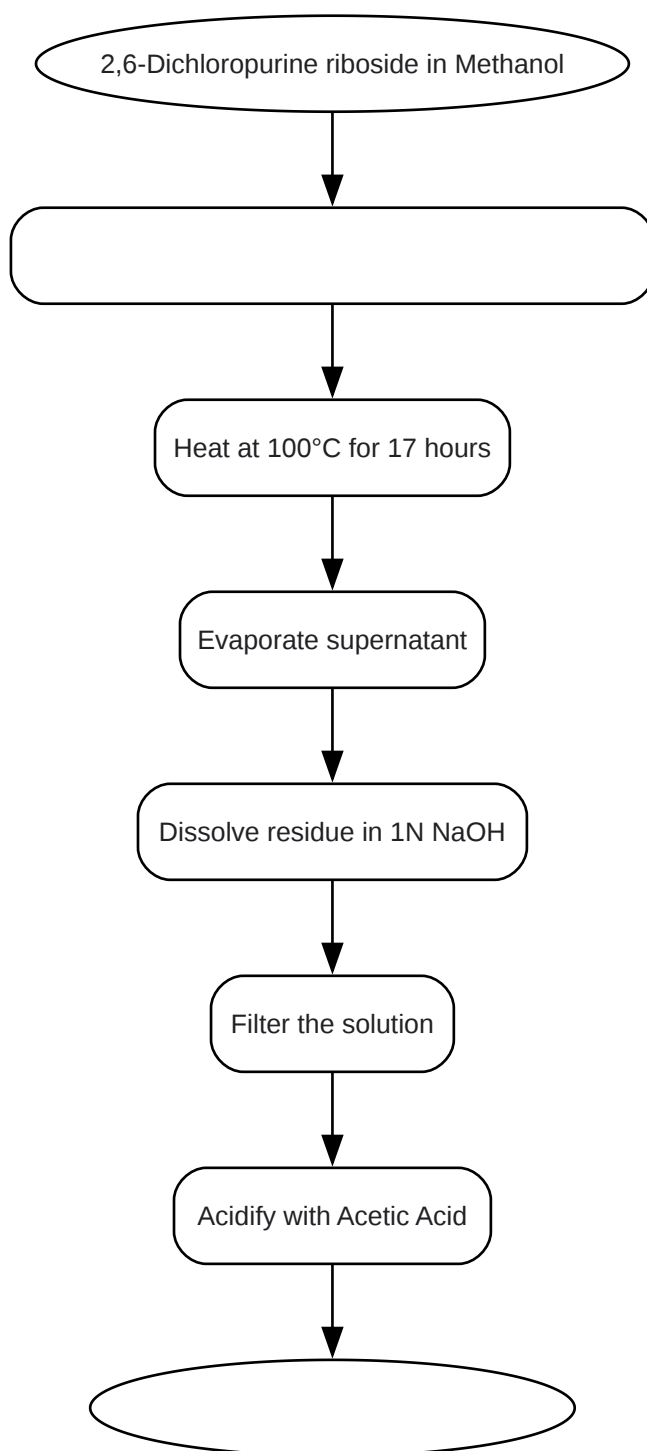 2,6-Dichloropurine riboside in Methanol
Heat at 100°C for 17 hours
Evaporate supernatant
Dissolve residue in 1N NaOH
Filter the solution
Acidify with Acetic Acid